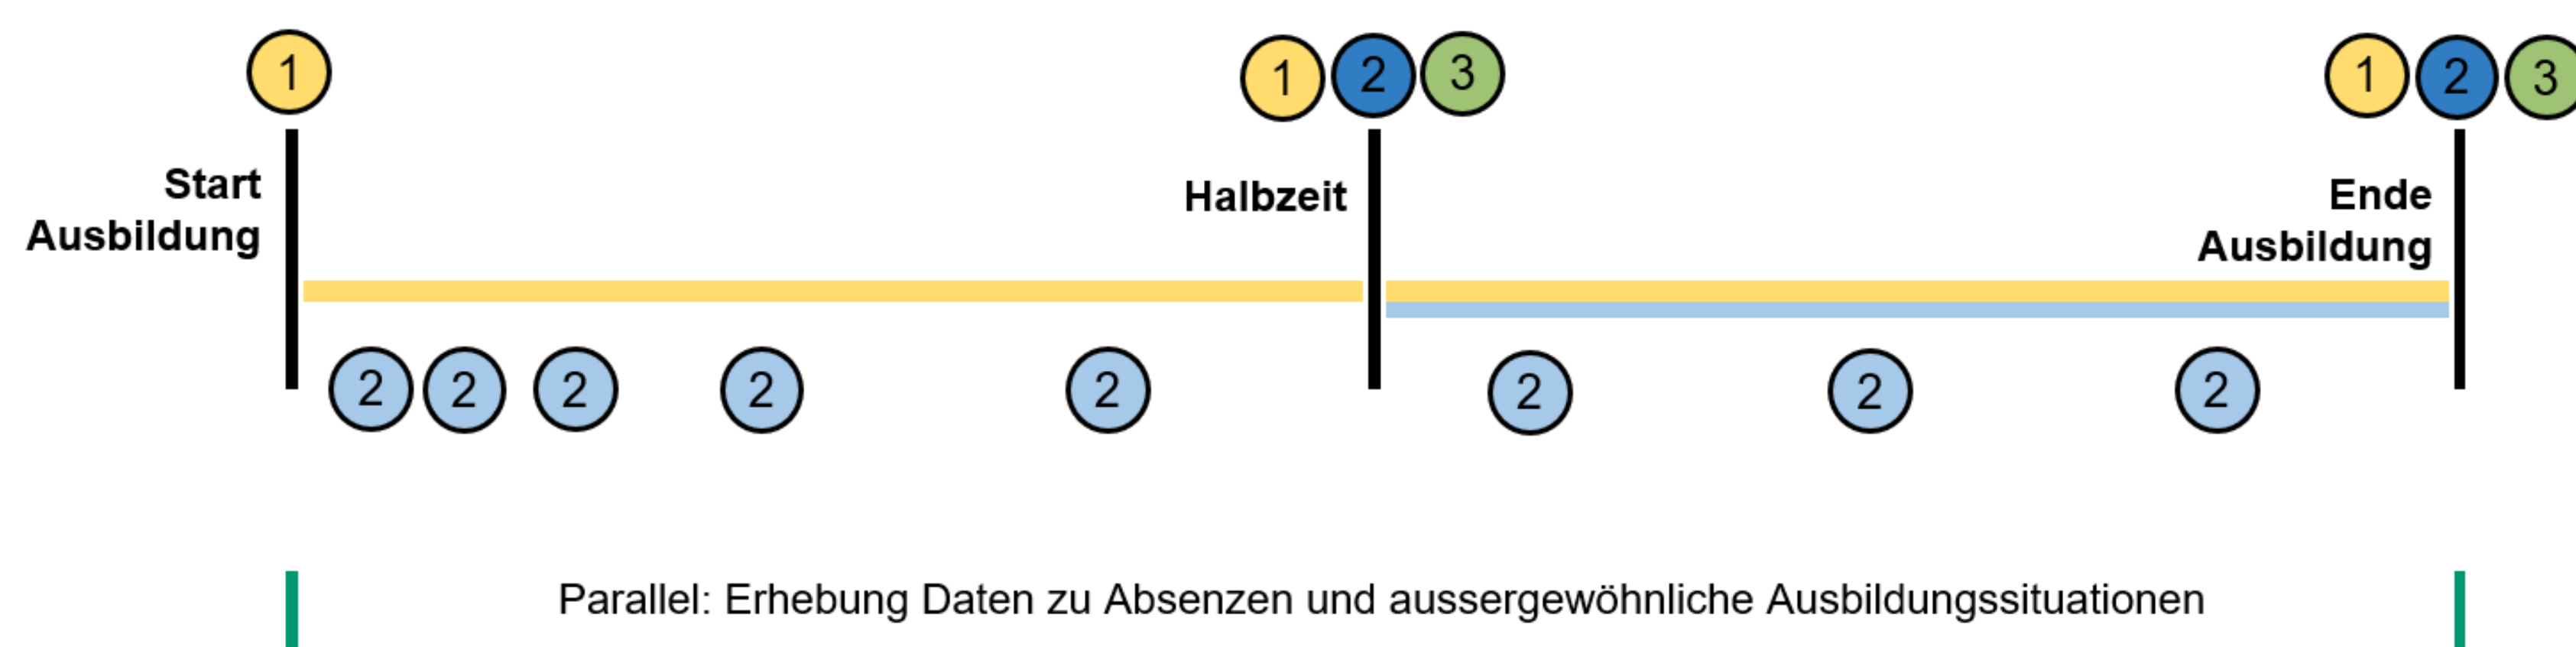 1
1 2 3
1 2 3
Start
Ausbildung
Halbzeit
Ende
Ausbildung
2 2 2 2 2 2 2 2
Parallel: Erhebung Daten zu Absenzen und aussergewöhnliche Ausbildungssituationen